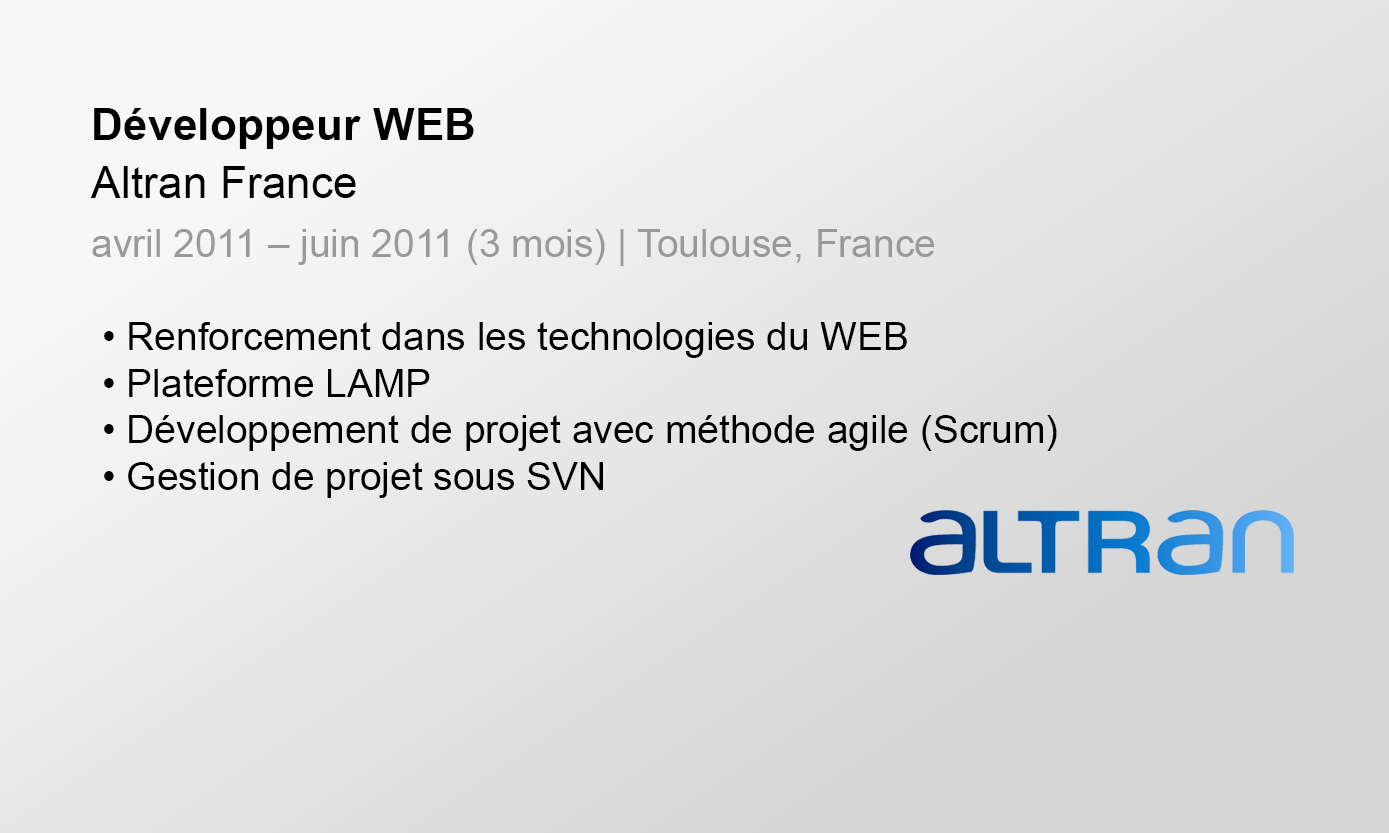 Développeur WEB
Altran France
avril 2011 – juin 2011 (3 mois) | Toulouse, France
• Renforcement dans les technologies du WEB
• Plateforme LAMP
• Développement de projet avec méthode agile (Scrum)
• Gestion de projet sous SVN
aLTRan